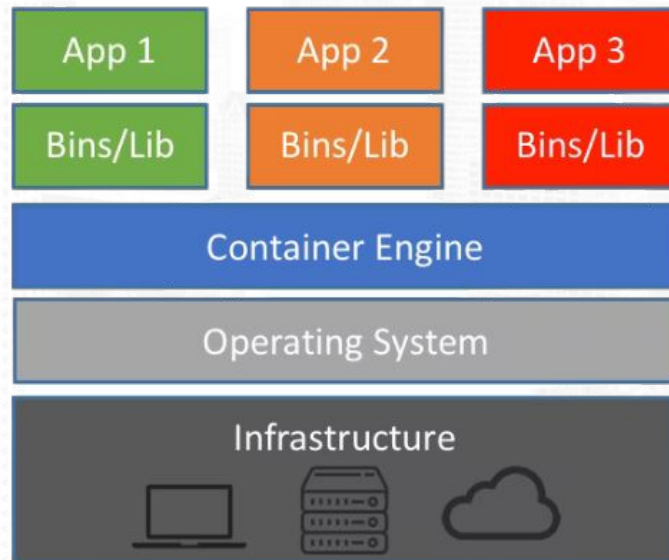 App 1
App 2
App 3
Bins/Lib
Bins/Lib
Bins/Lib
Container Engine
Operating System
Infrastructure